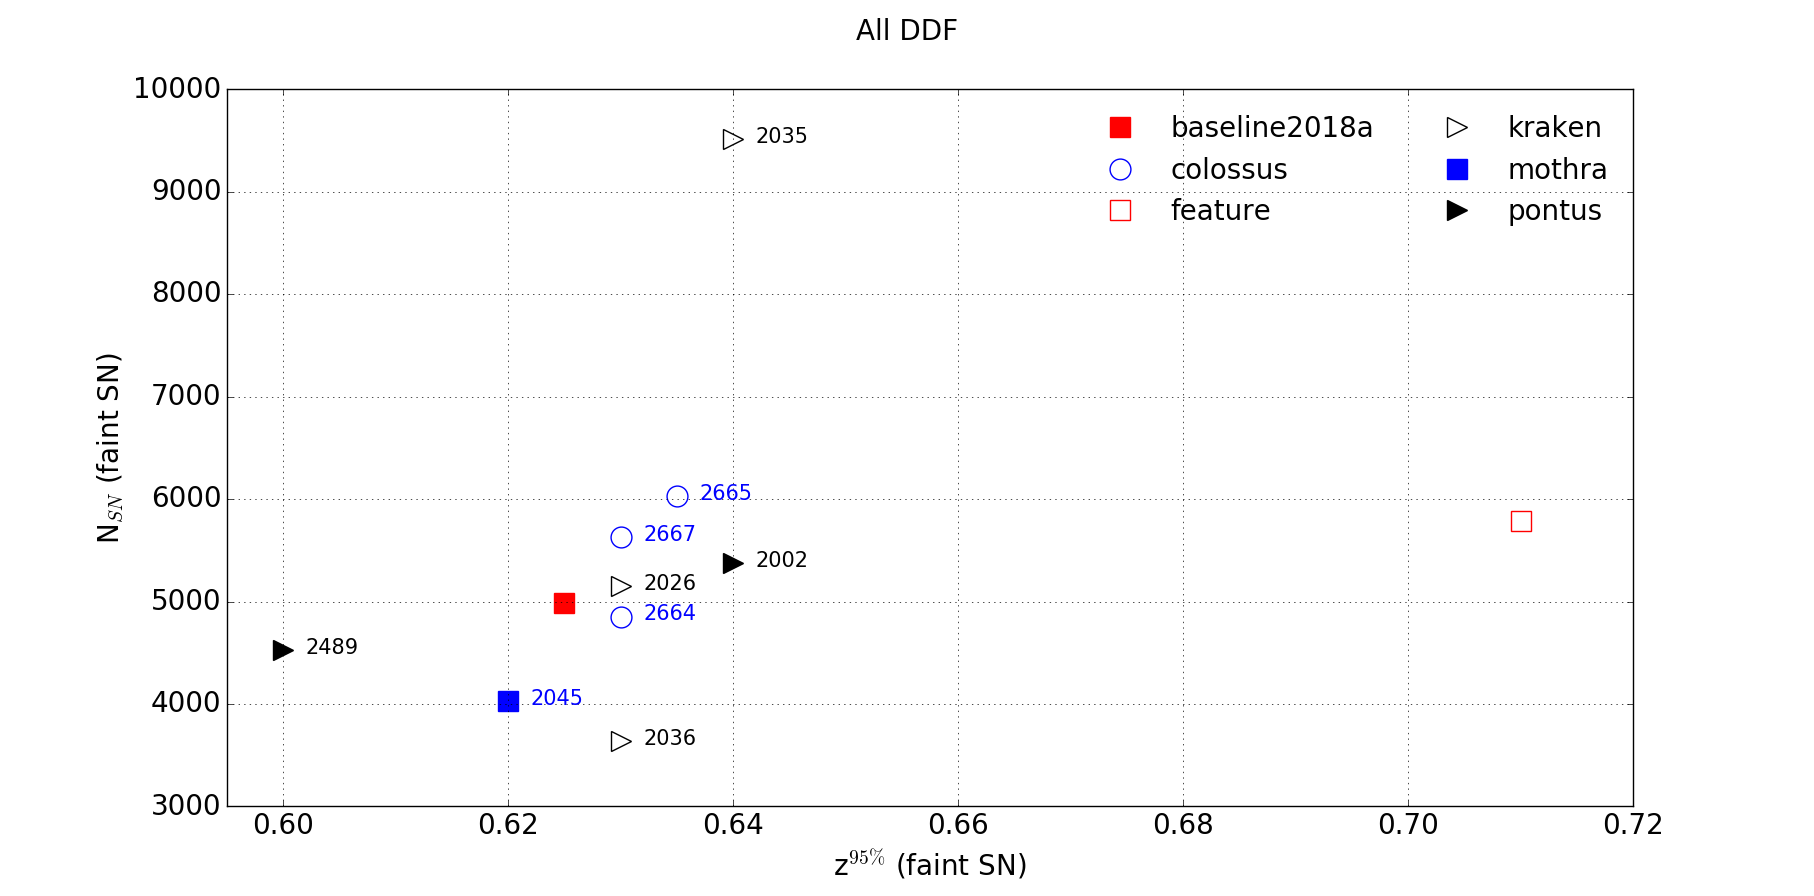 All DDF
10000
9000
8000
7000
6000
5000
4000
3000
N_{SN} (faint SN)
baseline2018a
colossus
feature
kraken
mothra
pontus
2035
2665
2667
2002
2026
2664
2489
2045
2036
0.60 0.62 0.64 0.66 0.68 0.70 0.72
z^{95%} (faint SN)